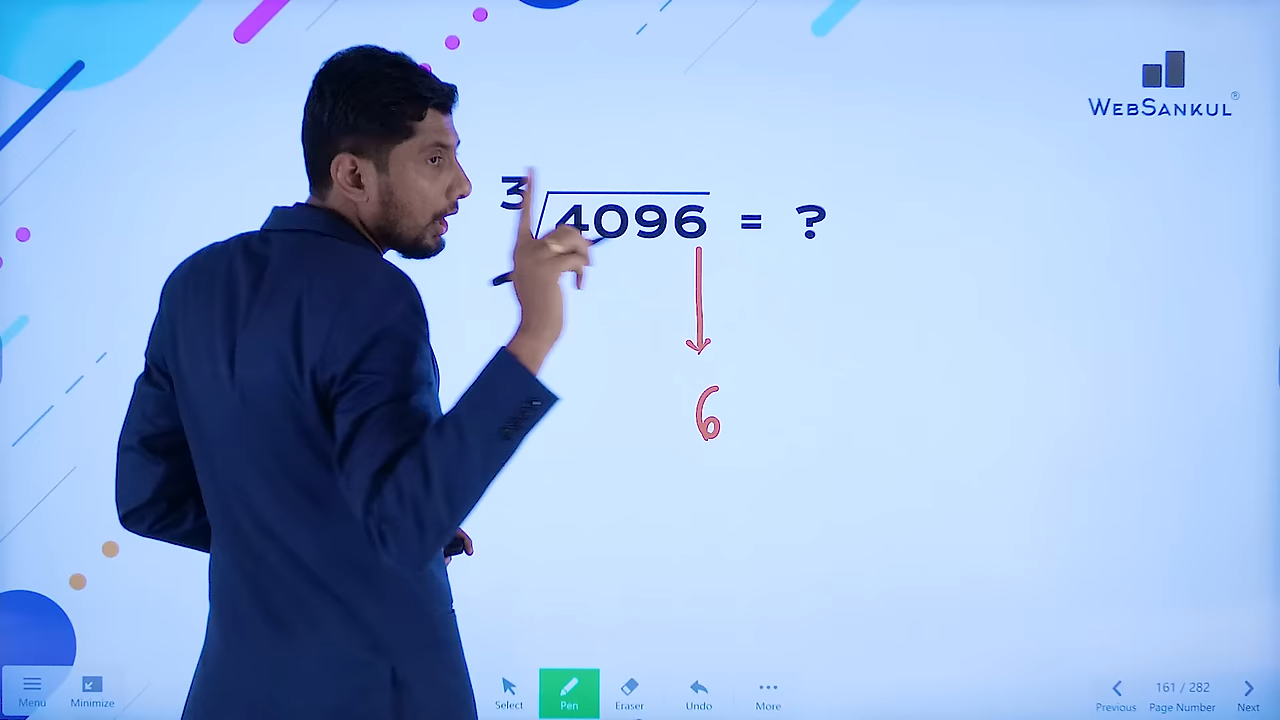 WEBSANKUL®
3
√4096 = ?
6
Menu
Minimize
Select
Pen
Eraser
Undo
More
Previous
161 / 282
Page Number
Next